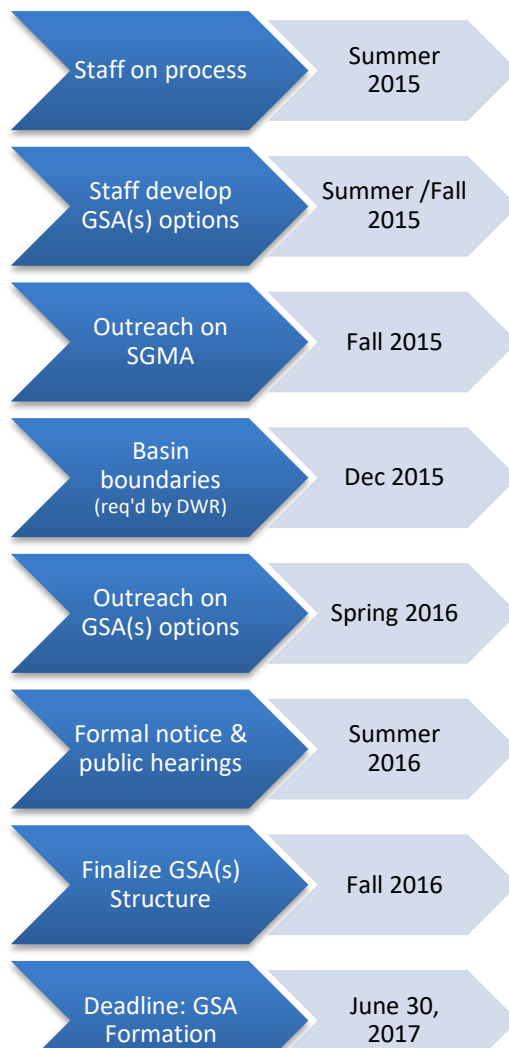 Staff on process
Summer
2015
Staff develop
GSA(s) options
Summer /Fall
2015
Outreach on
SGMA
Fall 2015
Basin
boundaries
(req'd by DWR)
Dec 2015
Outreach on
GSA(s) options
Spring 2016
Formal notice &
public hearings
Summer
2016
Finalize GSA(s)
Structure
Fall 2016
Deadline: GSA
Formation
June 30,
2017